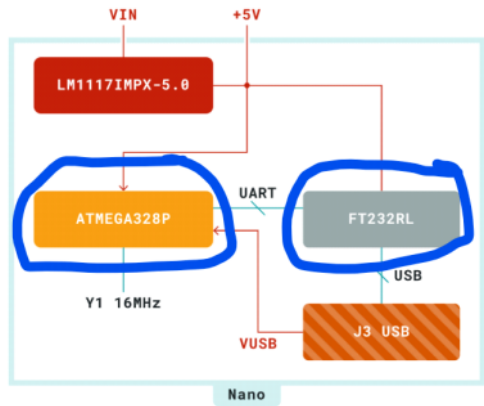 VIN
+5V
LM1117IMPX-5.0
UART
ATMEGA328P
FT232RL
USB
Y1 16MHz
J3 USB
VUSB
Nano